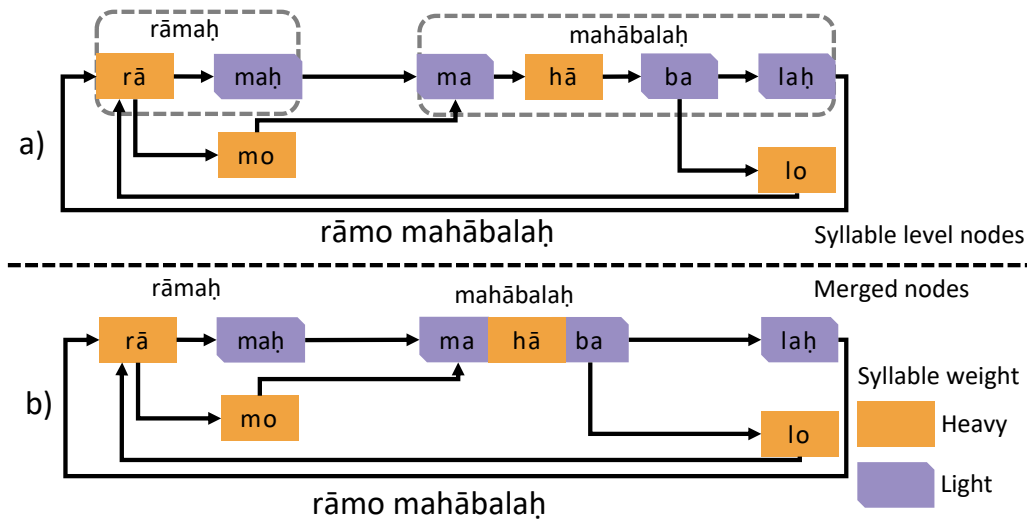 rāmaḥ
mahābalaḥ
rā
maḥ
ma
hā
ba
laḥ
a)
mo
lo
rāmo mahābalaḥ
Syllable level nodes
Merged nodes
rāmaḥ
mahābalaḥ
rā
maḥ
ma
hā
ba
laḥ
b)
mo
lo
rāmo mahābalaḥ
Syllable weight
Heavy
Light